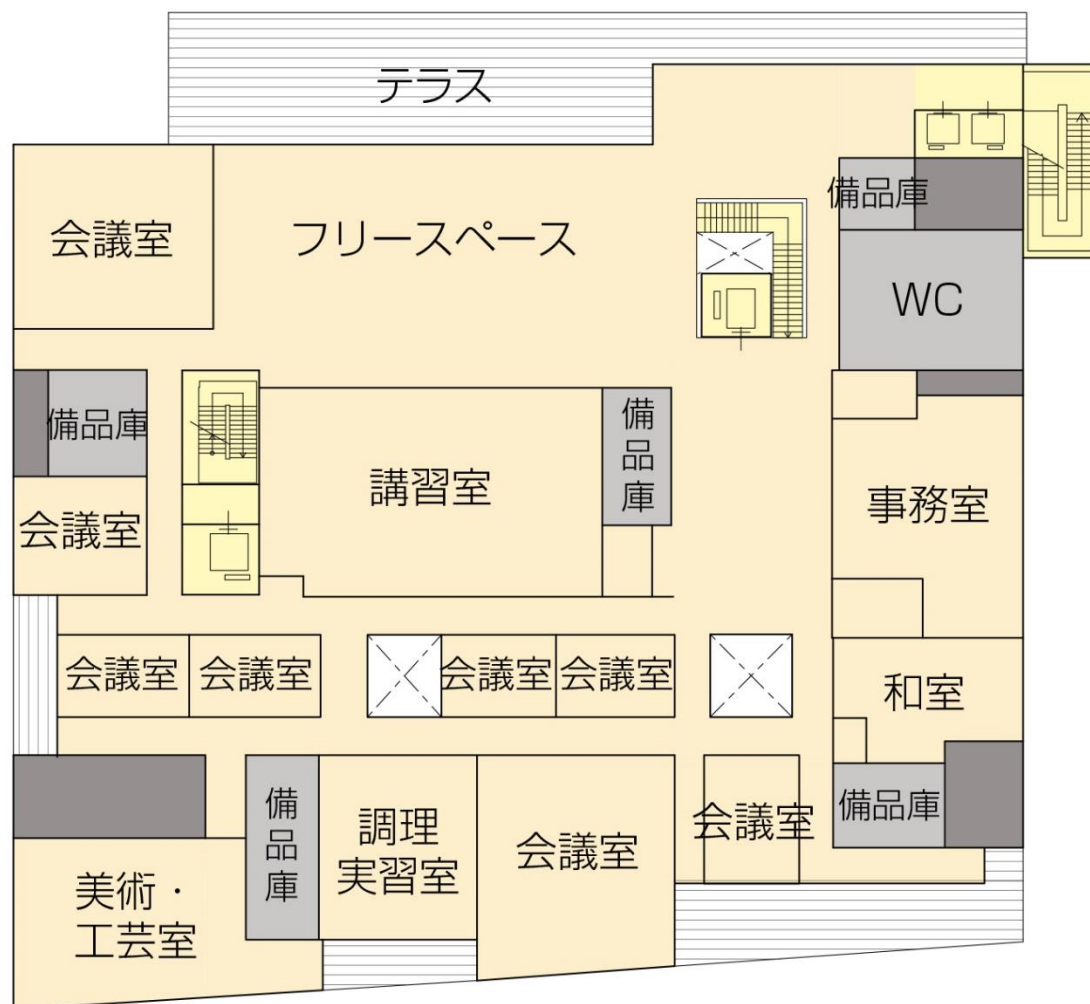 テラス
会議室
フリースペース
備品庫
WC
備品庫
講習室
備品庫
会議室
事務室
会議室
会議室
会議室
会議室
和室
備品庫
調理
実習室
会議室
会議室
備品庫
美術・
工芸室